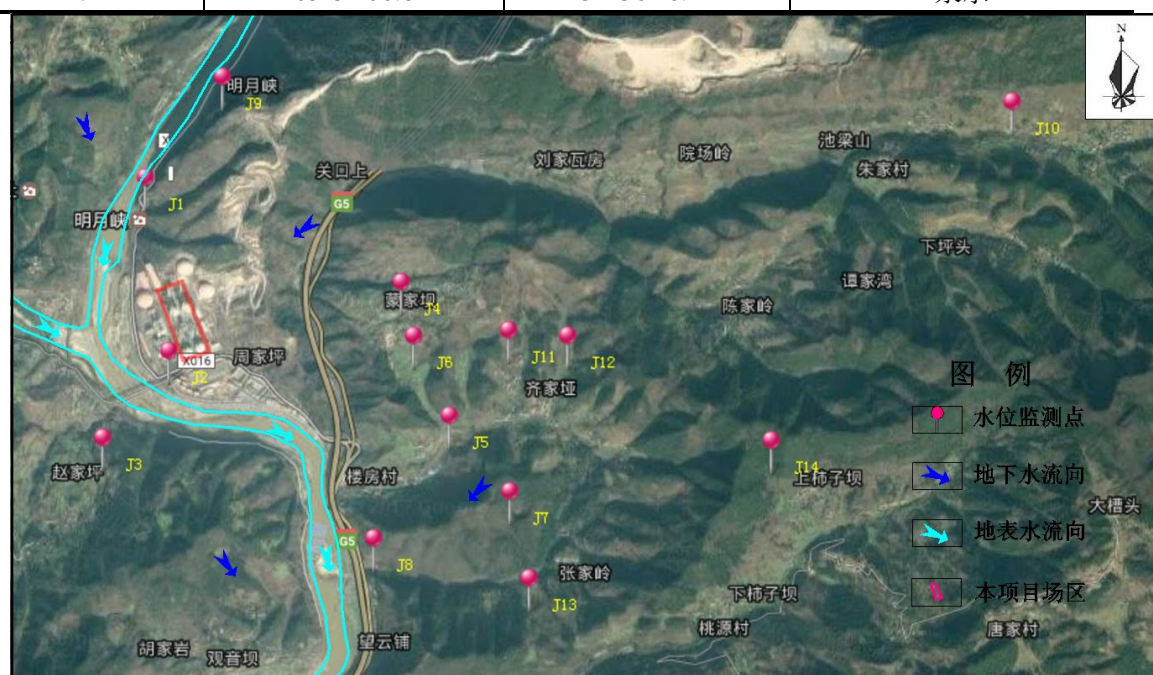 N
明月峡
J9
J10
X
J1
明月峡
关口上
G5
刘家瓦房
院场岭
池梁山
朱家村
下坪头
谭家湾
陈家岭
蒙家坝
J4
J6
J11
J12
齐家垭
X016
J2
周家坪
J5
赵家坪
J3
楼房村
J7
J14
上柿子坝
大槽头
G5
J8
张家岭
J13
下柿子坝
桃源村
唐家村
胡家岩
观音坝
望云铺
图 例
水位监测点
地下水流向
地表水流向
本项目场区